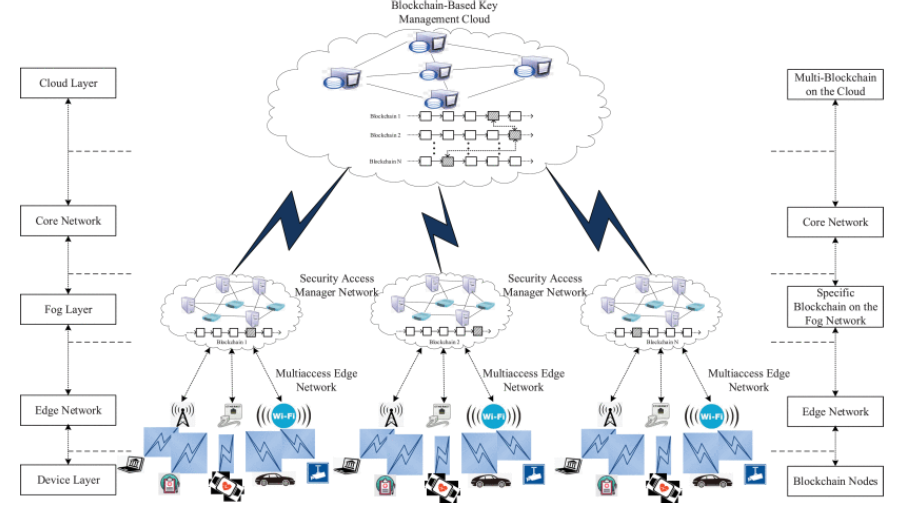 Blockchain-Based Key
Management Cloud
Cloud Layer
Multi-Blockchain
on the Cloud
Blockchain 1
Blockchain 2
Blockchain N
Core Network
Core Network
Security Access
Manager Network
Security Access
Manager Network
Fog Layer
Specific
Blockchain on the
Fog Network
Blockchain 1
Blockchain 2
Blockchain N
Multiaccess Edge
Network
Multiaccess Edge
Network
Multiaccess Edge
Network
Edge Network
Wi-Fi
Wi-Fi
Wi-Fi
Edge Network
Device Layer
Blockchain Nodes